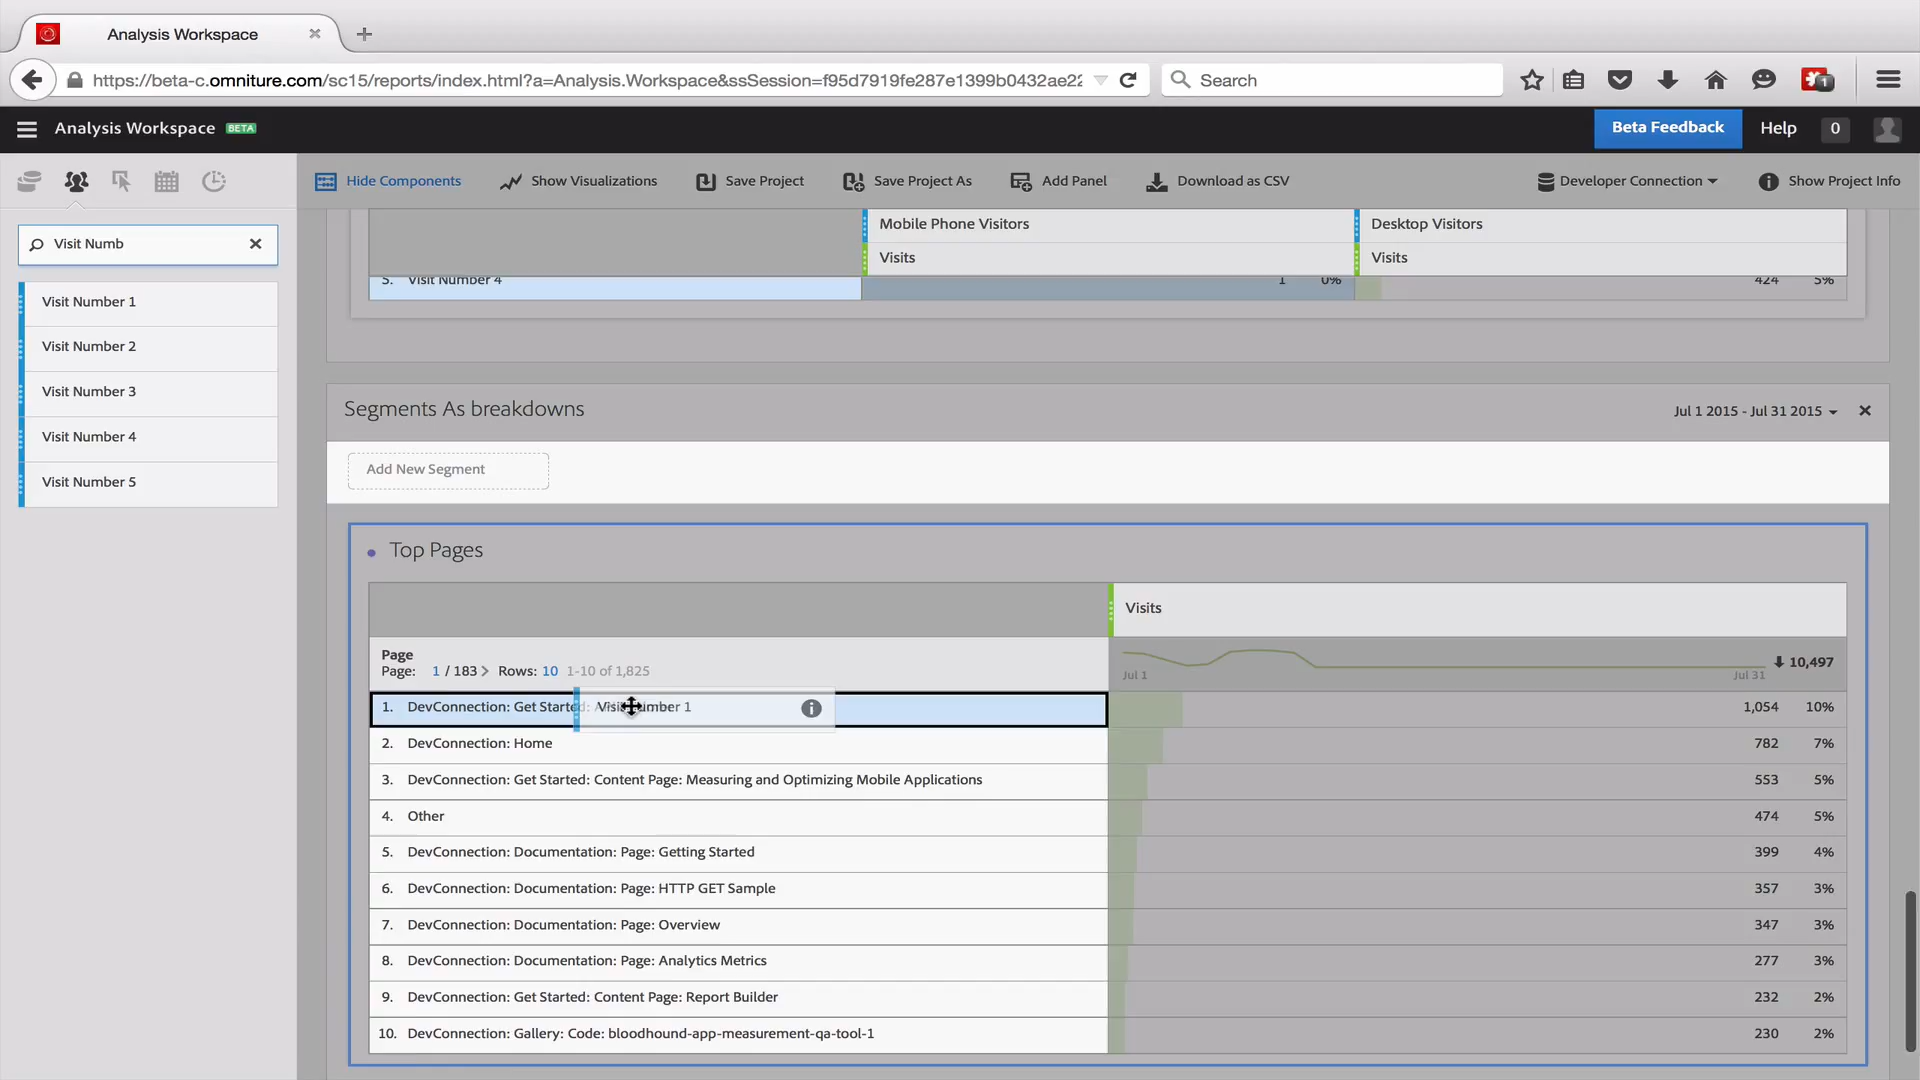 Analysis Workspace
https://beta-c.omniture.com/sc15/reports/index.html?a=Analysis.Workspace&ssSession=f95d7919fe287e1399b0432ae22
Search
1
Analysis Workspace BETA
Beta Feedback
Help
0
Hide Components
Show Visualizations
Save Project
Save Project As
Add Panel
Download as CSV
Developer Connection
Show Project Info
Visit Numb
Visit Number 1
Visit Number 2
Visit Number 3
Visit Number 4
Visit Number 5
Mobile Phone Visitors
Desktop Visitors
Visits
Visits
5. Visit Number 4 1 0% 424 5%
Segments As breakdowns
Jul 1 2015 - Jul 31 2015
Add New Segment
Top Pages
Visits
Page
Page: 1 / 183 Rows: 10 1-10 of 1,825
Jul 1 Jul 31 10,497
1. DevConnection: Get Started: 1,054 10%
Visit Number 1
2. DevConnection: Home 782 7%
3. DevConnection: Get Started: Content Page: Measuring and Optimizing Mobile Applications 553 5%
4. Other 474 5%
5. DevConnection: Documentation: Page: Getting Started 399 4%
6. DevConnection: Documentation: Page: HTTP GET Sample 357 3%
7. DevConnection: Documentation: Page: Overview 347 3%
8. DevConnection: Documentation: Page: Analytics Metrics 277 3%
9. DevConnection: Get Started: Content Page: Report Builder 232 2%
10. DevConnection: Gallery: Code: bloodhound-app-measurement-qa-tool-1 230 2%